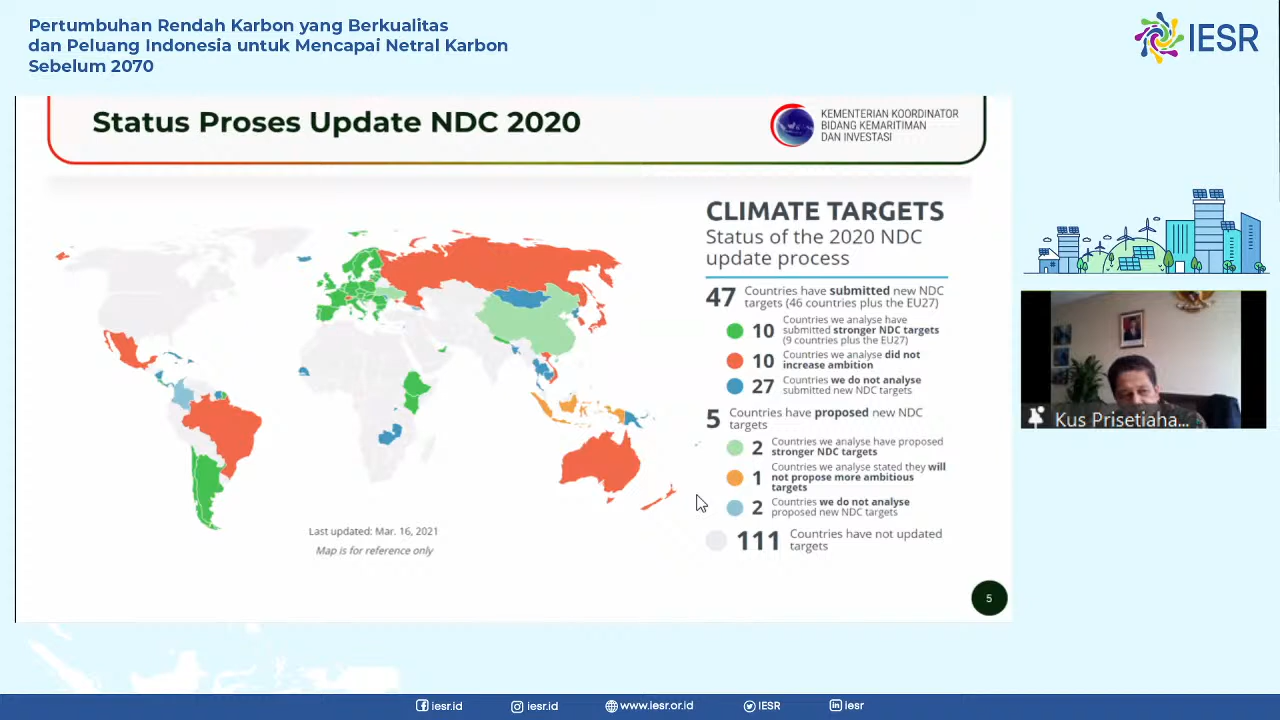 Pertumbuhan Rendah Karbon yang Berkualitas
dan Peluang Indonesia untuk Mencapai Netral Karbon
Sebelum 2070
IESR
Status Proses Update NDC 2020
KEMENTERIAN KOORDINATOR
BIDANG KEMARITIMAN
DAN INVESTASI
CLIMATE TARGETS
Status of the 2020 NDC
update process
47 Countries have submitted new NDC
targets (46 countries plus the EU27)
10 Countries we analyse have
submitted stronger NDC targets
(9 countries plus the EU27)
10 Countries we analyse did not
increase ambition
27 Countries we do not analyse
submitted new NDC targets
5 Countries have proposed new NDC
targets
2 Countries we analyse have proposed
stronger NDC targets
1 Countries we analyse stated they will
not propose more ambitious
targets
2 Countries we do not analyse
proposed new NDC targets
111 Countries have not updated
targets
Last updated: Mar. 16, 2021
Map is for reference only
5
Kus Prisetiaha...
iesr.id
iesr.id
www.iesr.or.id
IESR
iesr